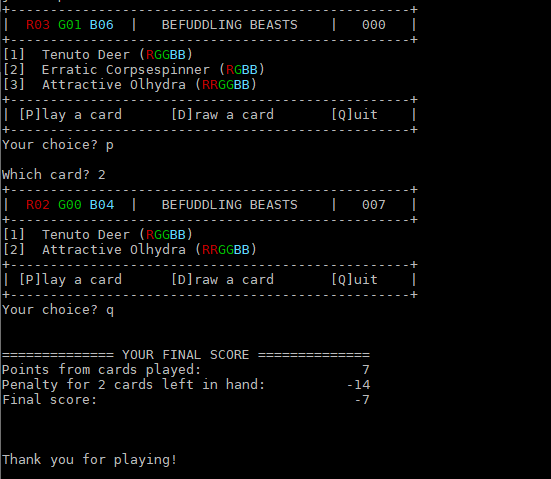 +---------------------------------------------------+
|  R03 G01 B06  |   BEFUDDLING BEASTS    |   000   |
+---------------------------------------------------+
[1]  Tenuto Deer (RGGBB)
[2]  Erratic Corpsespinner (RGBB)
[3]  Attractive Olhydra (RRGGBBB)
+---------------------------------------------------+
| [P]lay a card      [D]raw a card       [Q]uit    |
+---------------------------------------------------+
Your choice? p
Which card? 2
+---------------------------------------------------+
|  R02 G00 B04  |   BEFUDDLING BEASTS    |   007   |
+---------------------------------------------------+
[1]  Tenuto Deer (RGGBB)
[2]  Attractive Olhydra (RRGGBBB)
+---------------------------------------------------+
| [P]lay a card      [D]raw a card       [Q]uit    |
+---------------------------------------------------+
Your choice? q
============== YOUR FINAL SCORE ==============
Points from cards played:                    7
Penalty for 2 cards left in hand:          -14
Final score:                                -7
Thank you for playing!